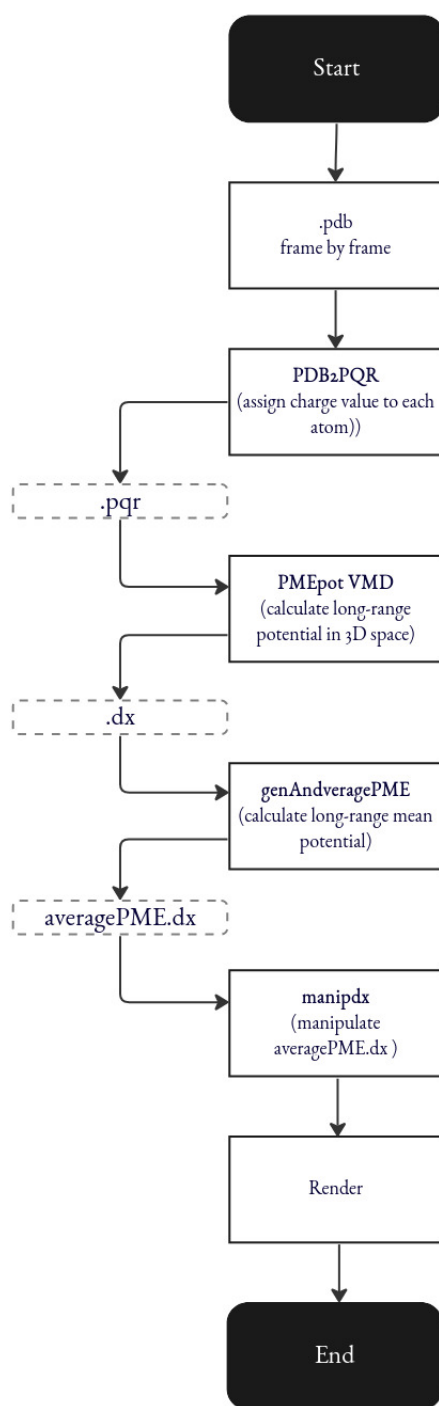 Start
.pdb
frame by frame
PDB2PQR
(assign charge value to each
atom))
.pqr
PMEpot VMD
(calculate long-range
potential in 3D space)
.dx
genAndveragePME
(calculate long-range mean
potential)
averagePME.dx
manipdx
(manipulate
averagePME.dx )
Render
End